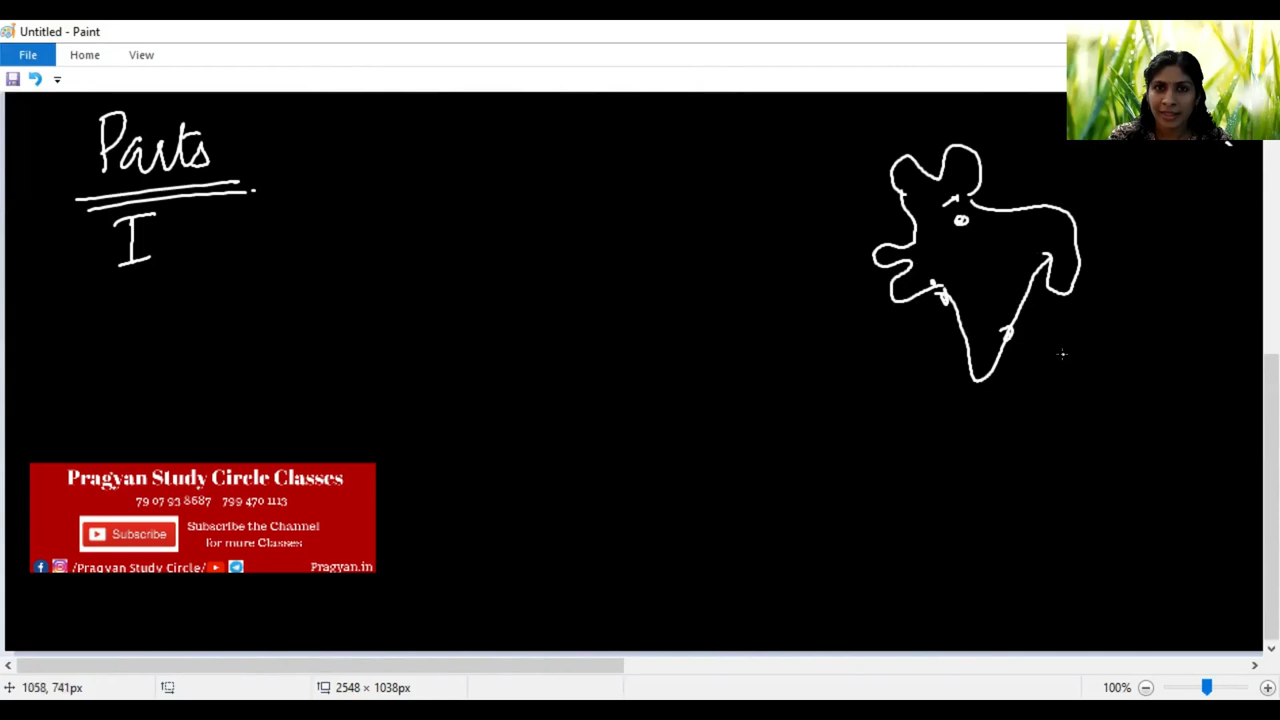 Untitled - Paint
File Home View
Parts
I
Pragyan Study Circle Classes
79 07 93 8687 799 470 1113
Subscribe
Subscribe the Channel
for more Classes
/Pragyan Study Circle/
Pragyan.in
1058, 741px
2548 × 1038px
100%